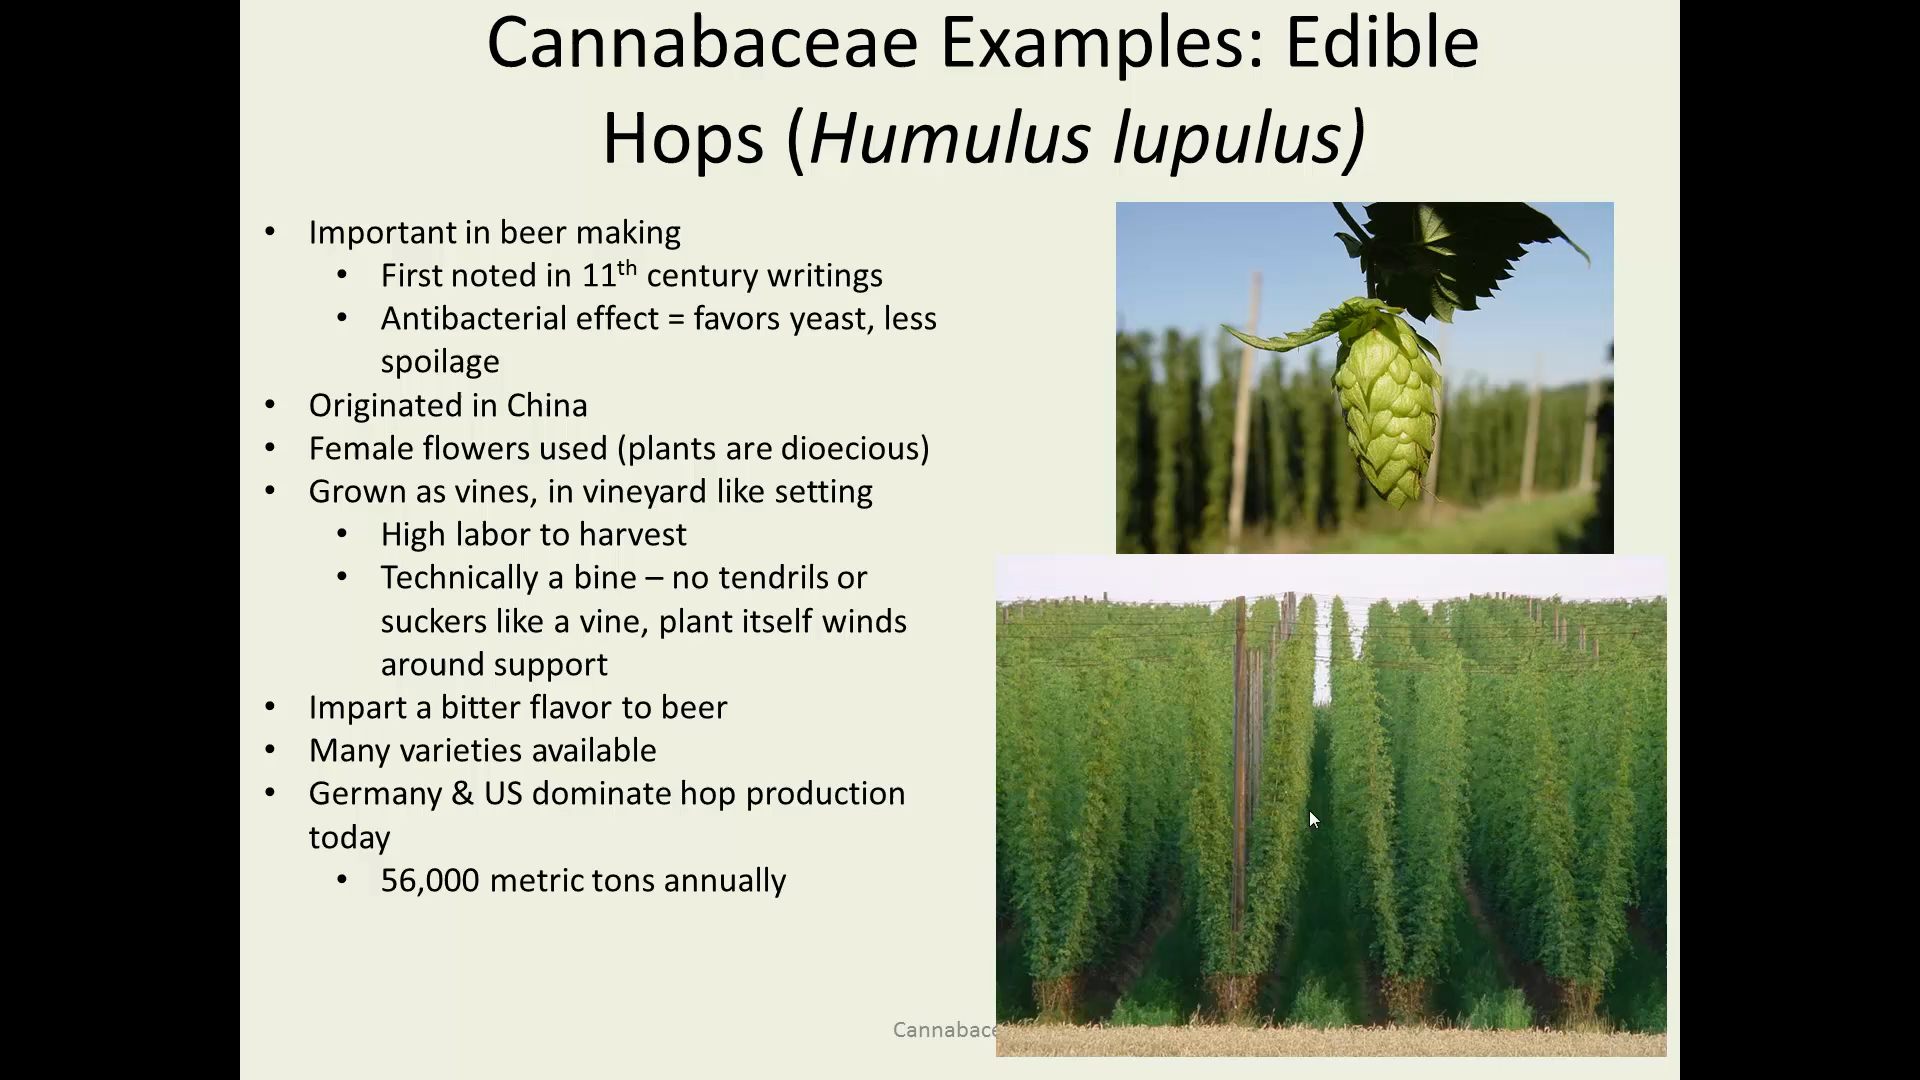 Cannabaceae Examples: Edible
Hops (Humulus lupulus)
• Important in beer making
• First noted in 11th century writings
• Antibacterial effect = favors yeast, less
spoilage
• Originated in China
• Female flowers used (plants are dioecious)
• Grown as vines, in vineyard like setting
• High labor to harvest
• Technically a bine – no tendrils or
suckers like a vine, plant itself winds
around support
• Impart a bitter flavor to beer
• Many varieties available
• Germany & US dominate hop production
today
• 56,000 metric tons annually
Cannabace